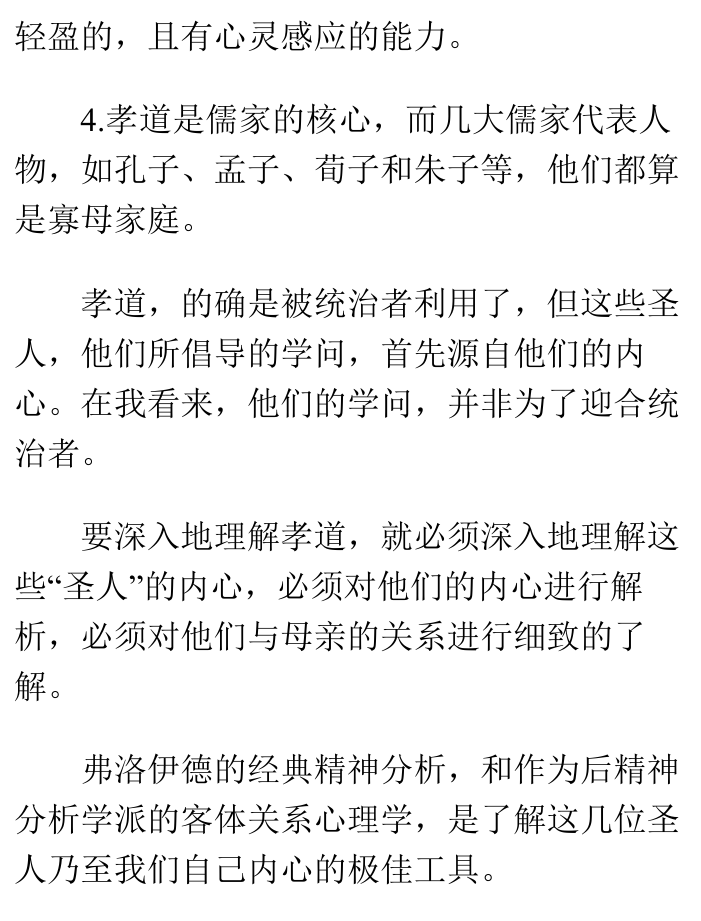 轻盈的，且有心灵感应的能力。
4.孝道是儒家的核心，而几大儒家代表人
物，如孔子、孟子、荀子和朱子等，他们都算
是寡母家庭。
孝道，的确是被统治者利用了，但这些圣
人，他们所倡导的学问，首先源自他们的内
心。在我看来，他们的学问，并非为了迎合统
治者。
要深入地理解孝道，就必须深入地理解这
些“圣人”的内心，必须对他们的内心进行解
析，必须对他们与母亲的关系进行细致的了
解。
弗洛伊德的经典精神分析，和作为后精神
分析学派的客体关系心理学，是了解这几位圣
人乃至我们自己内心的极佳工具。